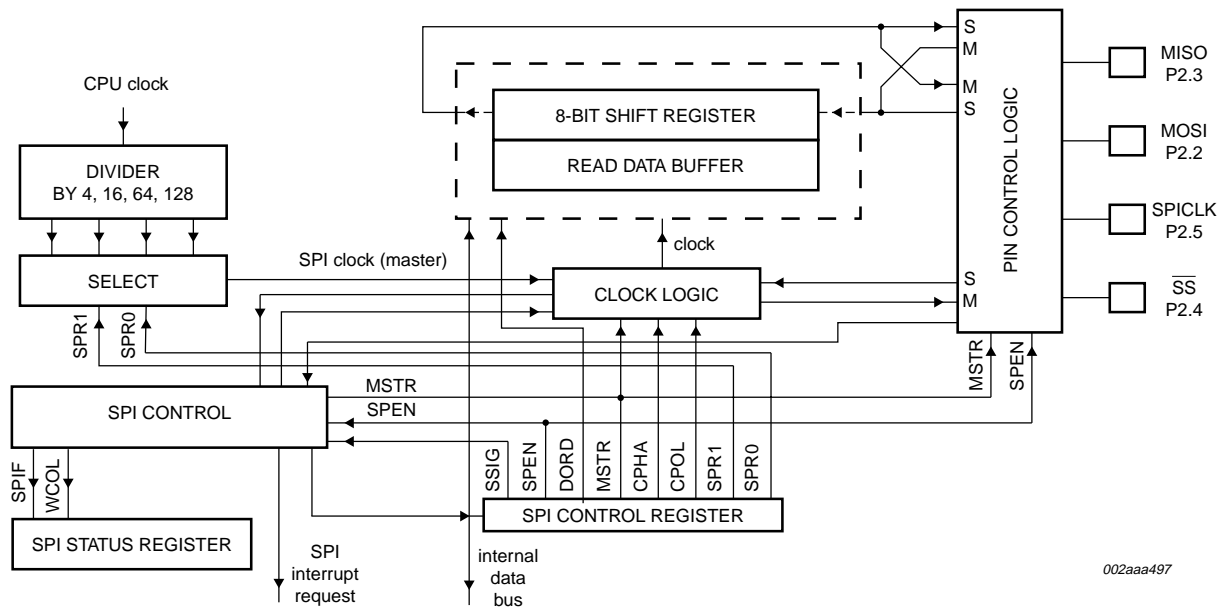 CPU clock
DIVIDER
BY 4, 16, 64, 128
SELECT
SPR1
SPR0
SPI clock (master)
8-BIT SHIFT REGISTER
READ DATA BUFFER
clock
CLOCK LOGIC
S
M
M
S
S
M
PIN CONTROL LOGIC
MISO
P2.3
MOSI
P2.2
SPICLK
P2.5
SS
P2.4
MSTR
SPEN
SPI CONTROL
MSTR
SPEN
SPIF
WCOL
SSIG
SPEN
DORD
MSTR
CPHA
CPOL
SPR1
SPR0
SPI CONTROL REGISTER
SPI STATUS REGISTER
SPI
interrupt
request
internal
data
bus
002aaa497